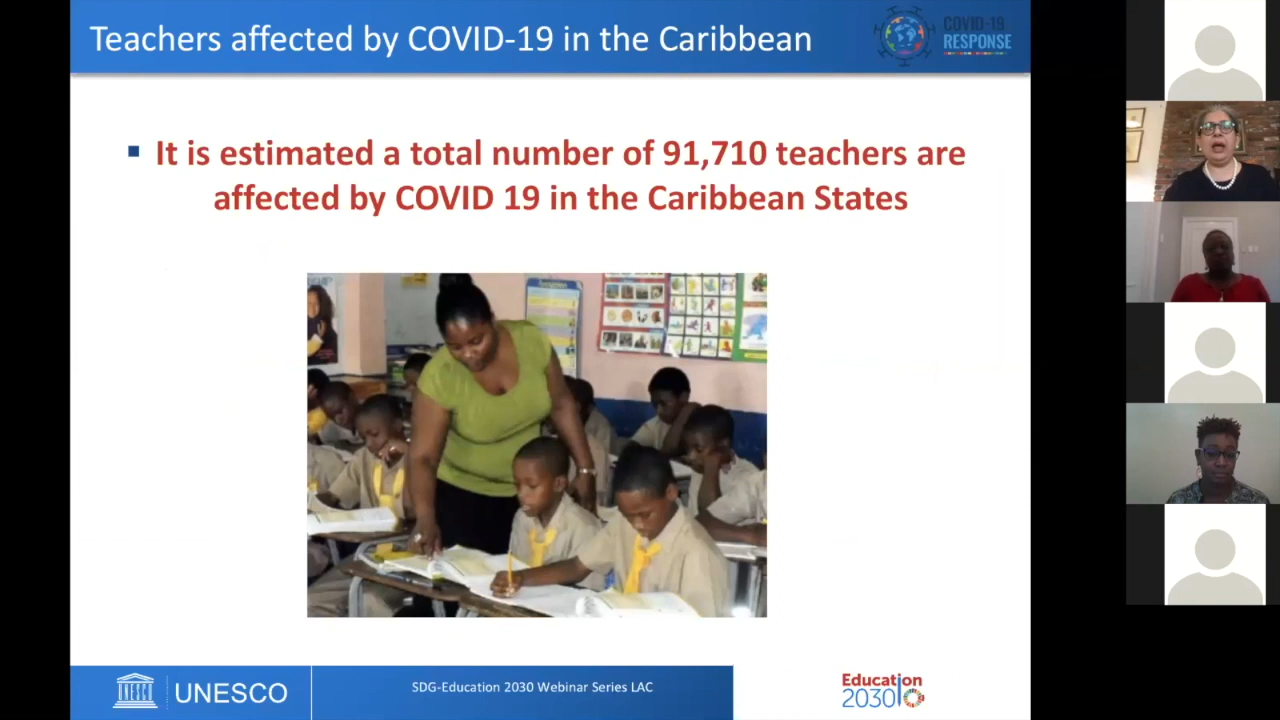 Teachers affected by COVID-19 in the Caribbean
COVID-19
RESPONSE
▪ It is estimated a total number of 91,710 teachers are
affected by COVID 19 in the Caribbean States
UNESCO
SDG-Education 2030 Webinar Series LAC
Education
2030